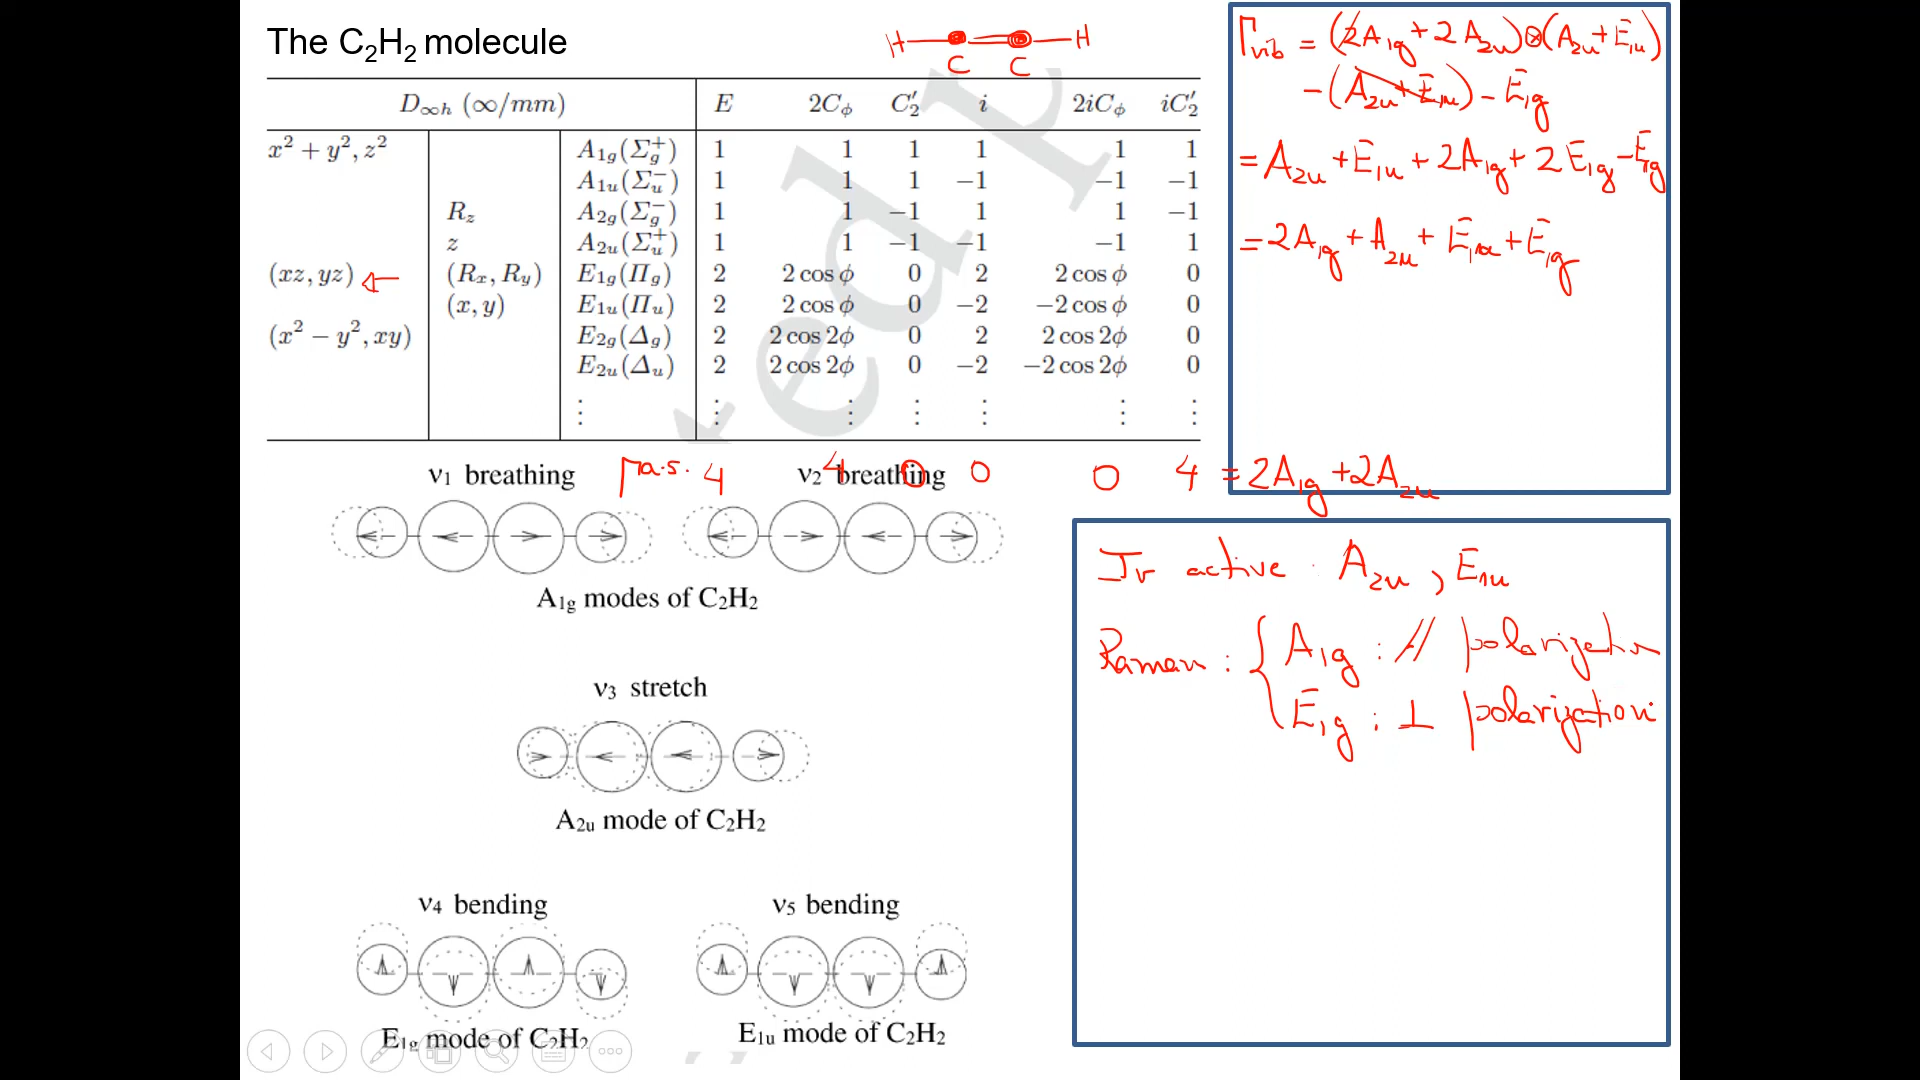 The C₂H₂ molecule
H C C H
D∞h (∞/mm) E 2Cϕ C′₂ i 2iCϕ iC′₂
x² + y², z² A₁g(Σ⁺g) 1 1 1 1 1 1
A₁u(Σ⁻u) 1 1 1 −1 −1 −1
Rz A₂g(Σ⁻g) 1 1 −1 1 1 −1
z A₂u(Σ⁺u) 1 1 −1 −1 −1 1
(xz, yz) (Rx, Ry) E₁g(Πg) 2 2 cos ϕ 0 2 2 cos ϕ 0
(x, y) E₁u(Πu) 2 2 cos ϕ 0 −2 −2 cos ϕ 0
(x² − y², xy) E₂g(Δg) 2 2 cos 2ϕ 0 2 2 cos 2ϕ 0
E₂u(Δu) 2 2 cos 2ϕ 0 −2 −2 cos 2ϕ 0
⋮ ⋮ ⋮ ⋮ ⋮ ⋮ ⋮
Γvib = (2A₁g + 2A₂u)⊗(A₂u + E₁u)
− (A₂u + E₁u) − E₁g
= A₂u + E₁u + 2A₁g + 2E₁g − E₁g
= 2A₁g + A₂u + E₁u + E₁g
Γa.s. 4 4 0 0 0 4 = 2A₁g + 2A₂u
ν₁ breathing ν₂ breathing
A₁g modes of C₂H₂
ν₃ stretch
A₂u mode of C₂H₂
ν₄ bending ν₅ bending
E₁g mode of C₂H₂ E₁u mode of C₂H₂
Ir active : A₂u, E₁u
Raman : { A₁g : // polarization
E₁g : ⊥ polarization